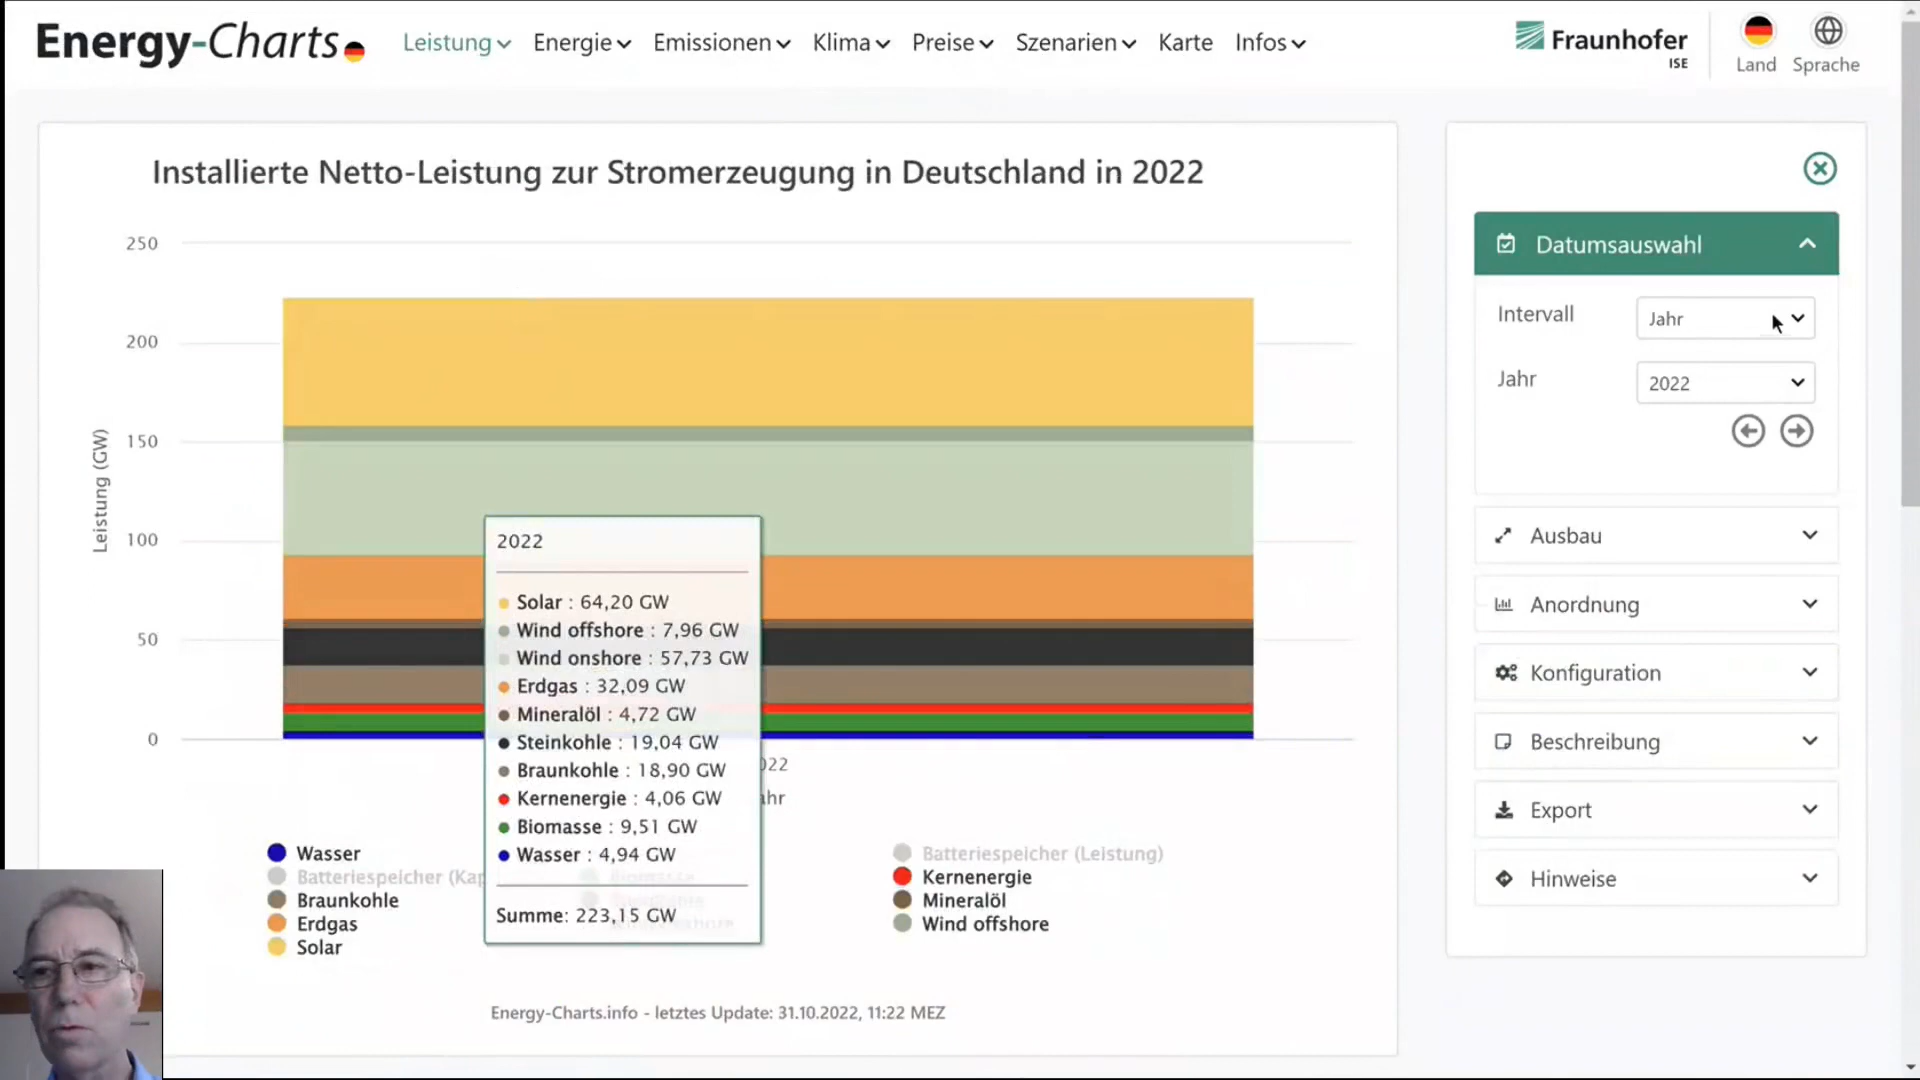 Energy-Charts
Leistung
Energie
Emissionen
Klima
Preise
Szenarien
Karte
Infos
Fraunhofer
ISE
Land
Sprache
Installierte Netto-Leistung zur Stromerzeugung in Deutschland in 2022
250
200
150
100
50
0
Leistung (GW)
2022
Solar : 64,20 GW
Wind offshore : 7,96 GW
Wind onshore : 57,73 GW
Erdgas : 32,09 GW
Mineralöl : 4,72 GW
Steinkohle : 19,04 GW
Braunkohle : 18,90 GW
Kernenergie : 4,06 GW
Biomasse : 9,51 GW
Wasser : 4,94 GW
Summe: 223,15 GW
022
ahr
Wasser
Batteriespeicher (Kap
Braunkohle
Erdgas
Solar
Biomasse
Batteriespeicher (Leistung)
Kernenergie
Mineralöl
Wind offshore
Energy-Charts.info - letztes Update: 31.10.2022, 11:22 MEZ
Datumsauswahl
Intervall
Jahr
Jahr
2022
Ausbau
Anordnung
Konfiguration
Beschreibung
Export
Hinweise